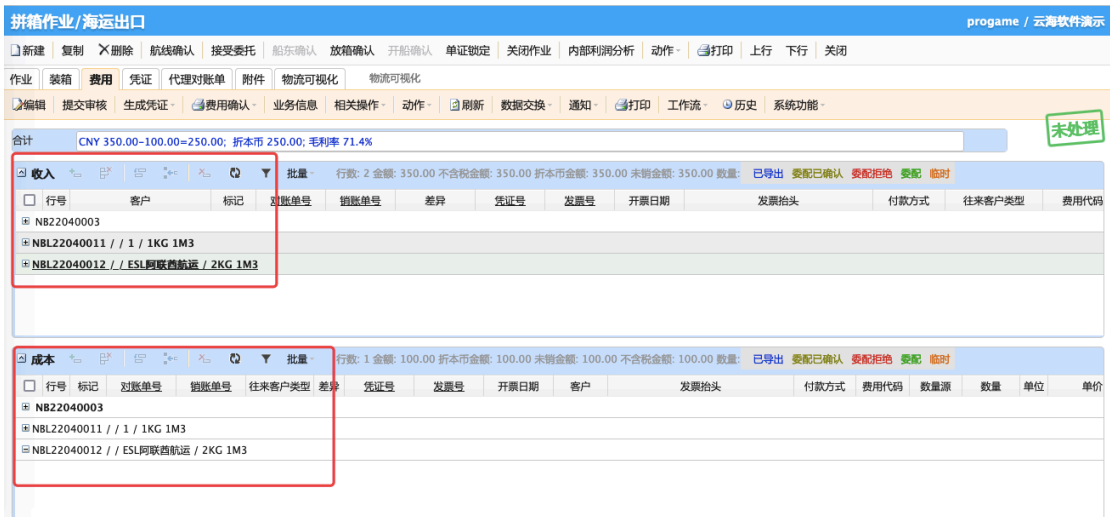 拼箱作业/海运出口 progame / 云海软件演示
新建 复制 删除 航线确认 接受委托 船东确认 放箱确认 开船确认 单证锁定 关闭作业 内部利润分析 动作 打印 上行 下行 关闭
作业 装箱 费用 凭证 代理对账单 附件 物流可视化 物流可视化
编辑 提交审核 生成凭证 费用确认 业务信息 相关操作 动作 刷新 数据交换 通知 打印 工作流 历史 系统功能
未处理
合计 CNY 350.00-100.00=250.00; 折本币 250.00; 毛利率 71.4%
收入 批量 行数: 2 金额: 350.00 不含税金额: 350.00 折本币金额: 350.00 未销金额: 350.00 数量: 已导出 委配已确认 委配拒绝 委配 临时
行号 客户 标记 对账单号 销账单号 差异 凭证号 发票号 开票日期 发票抬头 付款方式 往来客户类型 费用代码
NB22040003
NBL22040011 / / 1 / 1KG 1M3
NBL22040012 / / ESL阿联酋航运 / 2KG 1M3
成本 批量 行数: 1 金额: 100.00 折本币金额: 100.00 未销金额: 100.00 不含税金额: 100.00 数量: 已导出 委配已确认 委配拒绝 委配 临时
行号 标记 对账单号 销账单号 往来客户类型 差异 凭证号 发票号 开票日期 客户 发票抬头 付款方式 费用代码 数量源 数量 单位 单价
NB22040003
NBL22040011 / / 1 / 1KG 1M3
NBL22040012 / / ESL阿联酋航运 / 2KG 1M3